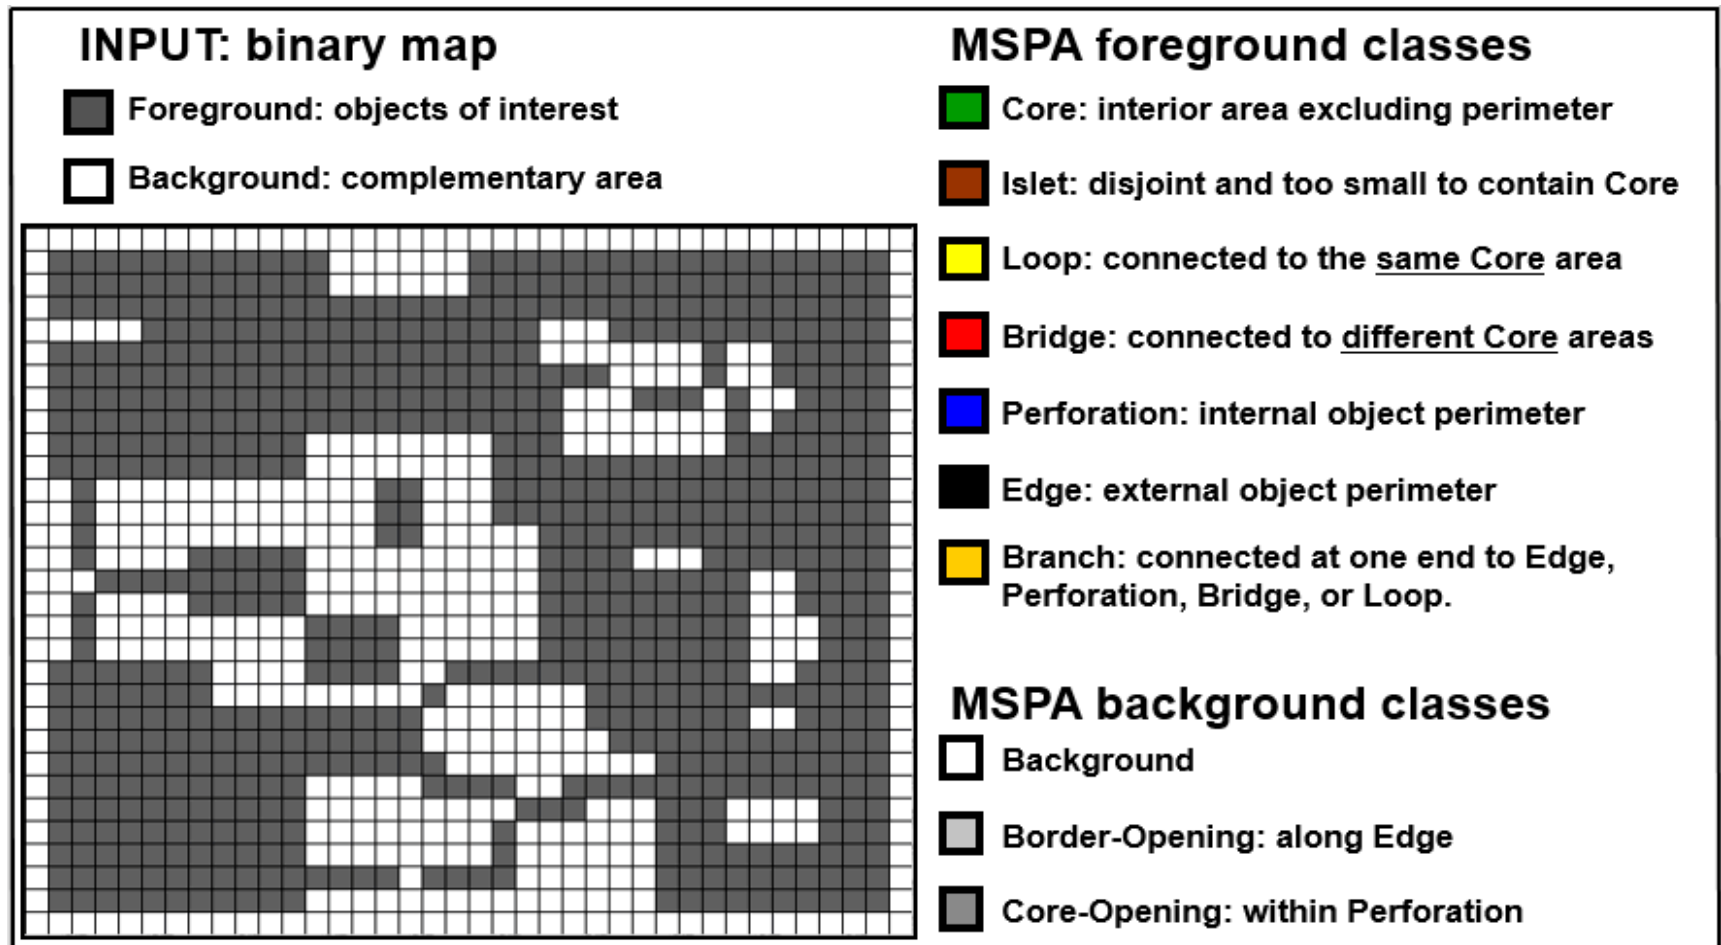 INPUT: binary map
Foreground: objects of interest
Background: complementary area
MSPA foreground classes
Core: interior area excluding perimeter
Islet: disjoint and too small to contain Core
Loop: connected to the same Core area
Bridge: connected to different Core areas
Perforation: internal object perimeter
Edge: external object perimeter
Branch: connected at one end to Edge,
Perforation, Bridge, or Loop.
MSPA background classes
Background
Border-Opening: along Edge
Core-Opening: within Perforation